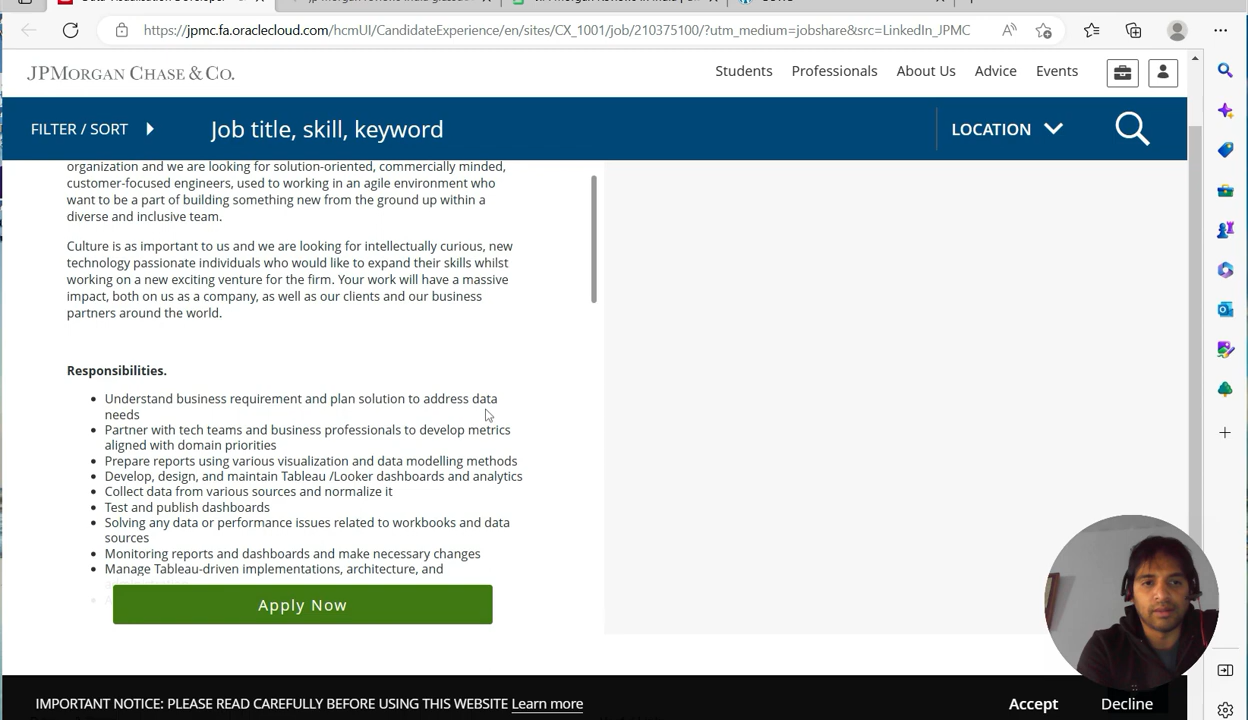 https://jpmc.fa.oraclecloud.com/hcmUI/CandidateExperience/en/sites/CX_1001/job/210375100/?utm_medium=jobshare&src=LinkedIn_JPMC
JPMORGAN CHASE & CO.
Students
Professionals
About Us
Advice
Events
FILTER / SORT
Job title, skill, keyword
LOCATION
organization and we are looking for solution-oriented, commercially minded,
customer-focused engineers, used to working in an agile environment who
want to be a part of building something new from the ground up within a
diverse and inclusive team.
Culture is as important to us and we are looking for intellectually curious, new
technology passionate individuals who would like to expand their skills whilst
working on a new exciting venture for the firm. Your work will have a massive
impact, both on us as a company, as well as our clients and our business
partners around the world.
Responsibilities.
• Understand business requirement and plan solution to address data
needs
• Partner with tech teams and business professionals to develop metrics
aligned with domain priorities
• Prepare reports using various visualization and data modelling methods
• Develop, design, and maintain Tableau /Looker dashboards and analytics
• Collect data from various sources and normalize it
• Test and publish dashboards
• Solving any data or performance issues related to workbooks and data
sources
• Monitoring reports and dashboards and make necessary changes
• Manage Tableau-driven implementations, architecture, and
Apply Now
IMPORTANT NOTICE: PLEASE READ CAREFULLY BEFORE USING THIS WEBSITE Learn more
Accept
Decline